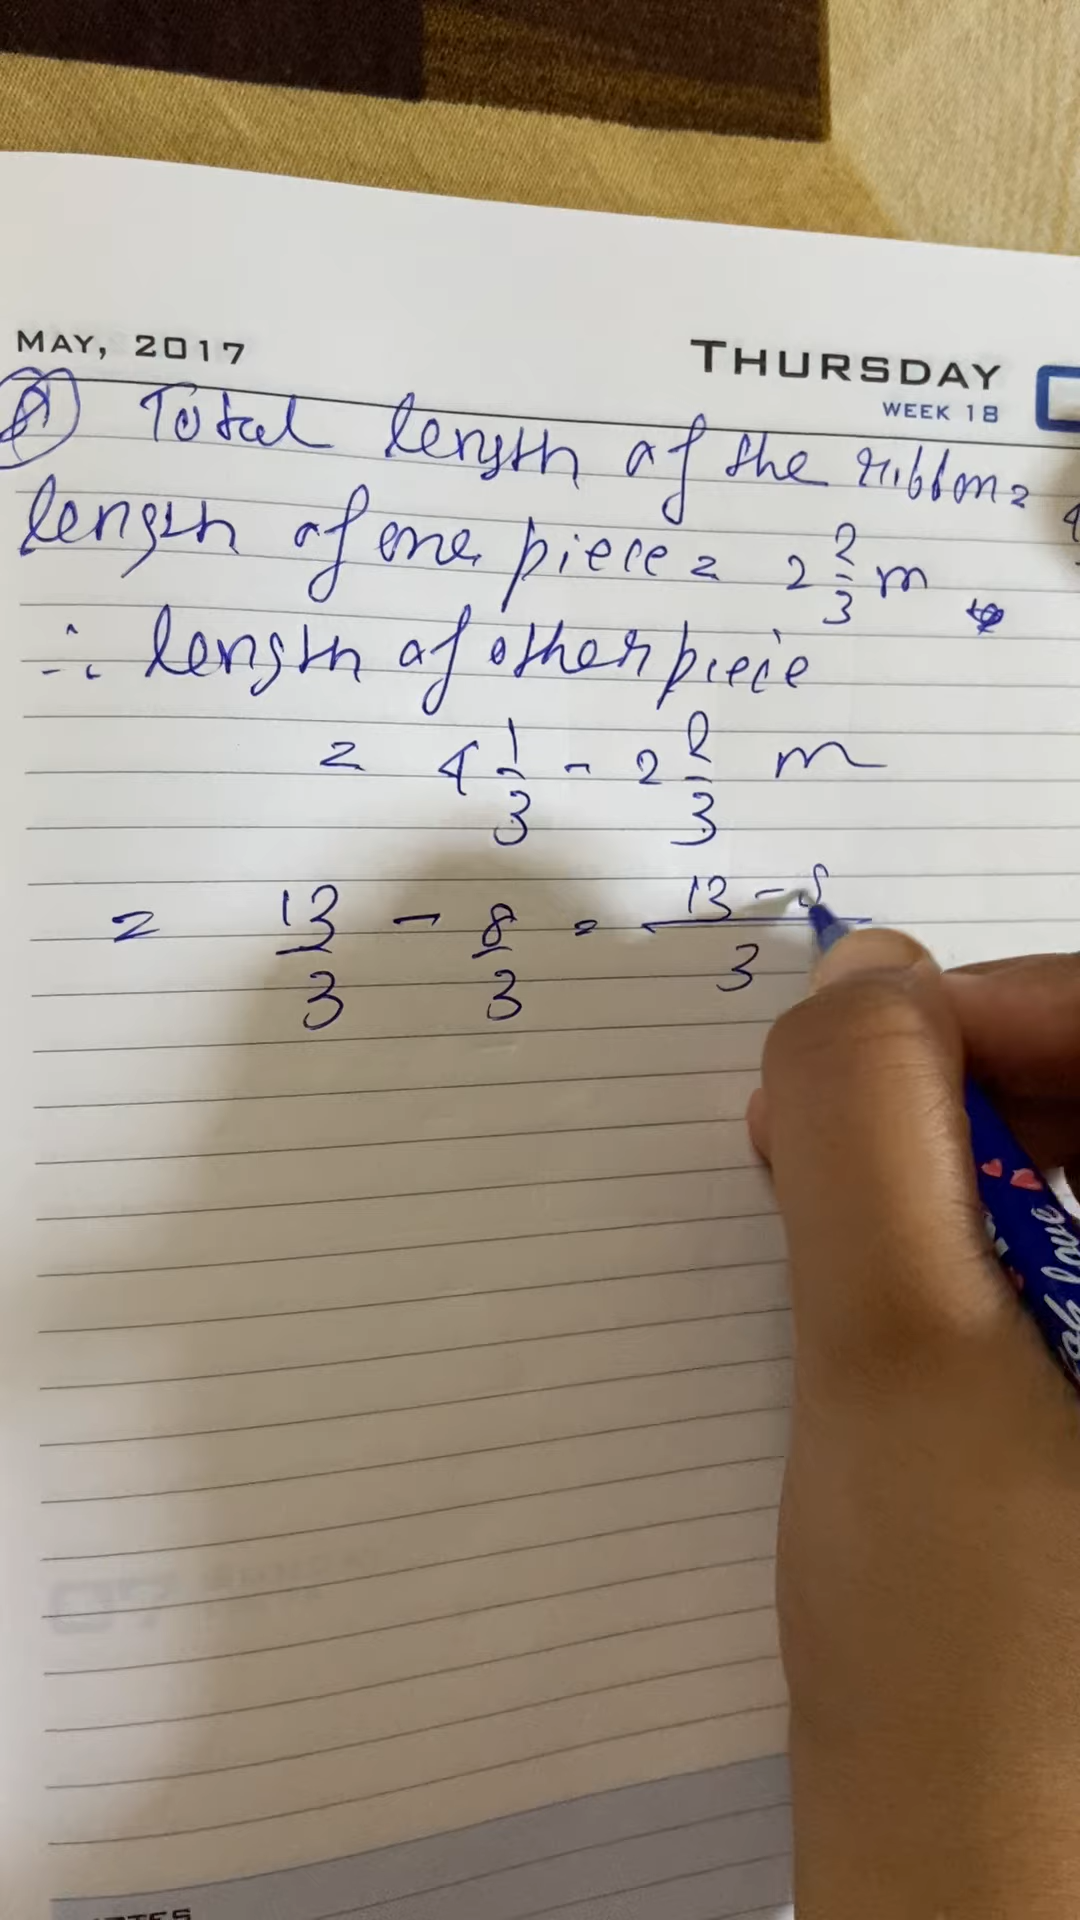 MAY, 2017
THURSDAY
WEEK 18
Total length of the ribbon =
length of one piece = 2 2/3 m
∴ length of other piece
= 4 1/3 - 2 2/3 m
= 13/3 - 8/3 = 13 - 8/3
love